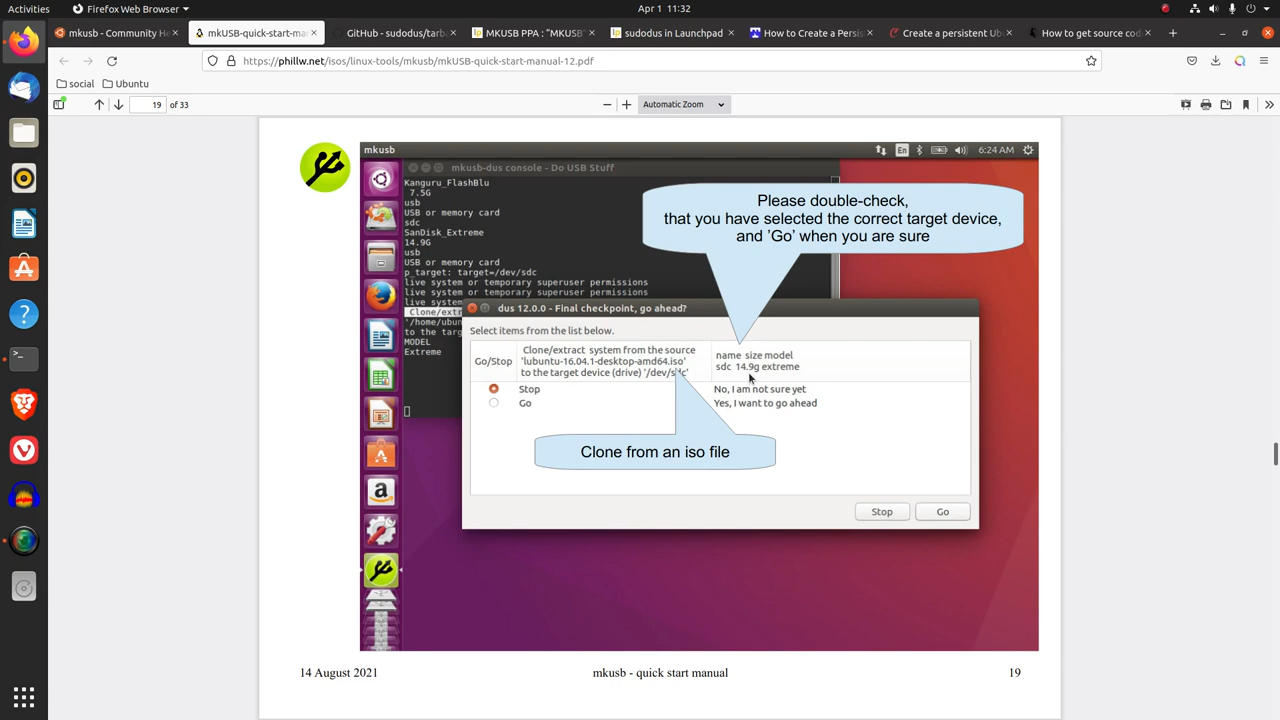 Activities
Firefox Web Browser
Apr 1 11:32
mkusb - Community He
mkUSB-quick-start-ma
GitHub - sudodus/tarba
MKUSB PPA : "MKUSB"
sudodus in Launchpad
How to Create a Persis
Create a persistent Ubu
How to get source cod
https://phillw.net/isos/linux-tools/mkusb/mkUSB-quick-start-manual-12.pdf
social
Ubuntu
19 of 33
Automatic Zoom
mkusb
En
6:24 AM
mkusb-dus console - Do USB Stuff
Kanguru_FlashBlu
7.5G
usb
USB or memory card
sdc
SanDisk_Extreme
14.9G
usb
USB or memory card
p_target: target=/dev/sdc
live system or temporary superuser permissions
live system or temporary superuser permissions
live system
Clone/extr
'/home/ubun
to the targe
MODEL
Extreme
Please double-check,
that you have selected the correct target device,
and 'Go' when you are sure
dus 12.0.0 - Final checkpoint, go ahead?
Select items from the list below.
Go/Stop
Clone/extract system from the source
'lubuntu-16.04.1-desktop-amd64.iso'
to the target device (drive) '/dev/sdc'
name size model
sdc 14.9g extreme
Stop
No, I am not sure yet
Go
Yes, I want to go ahead
Clone from an iso file
Stop
Go
14 August 2021
mkusb - quick start manual
19